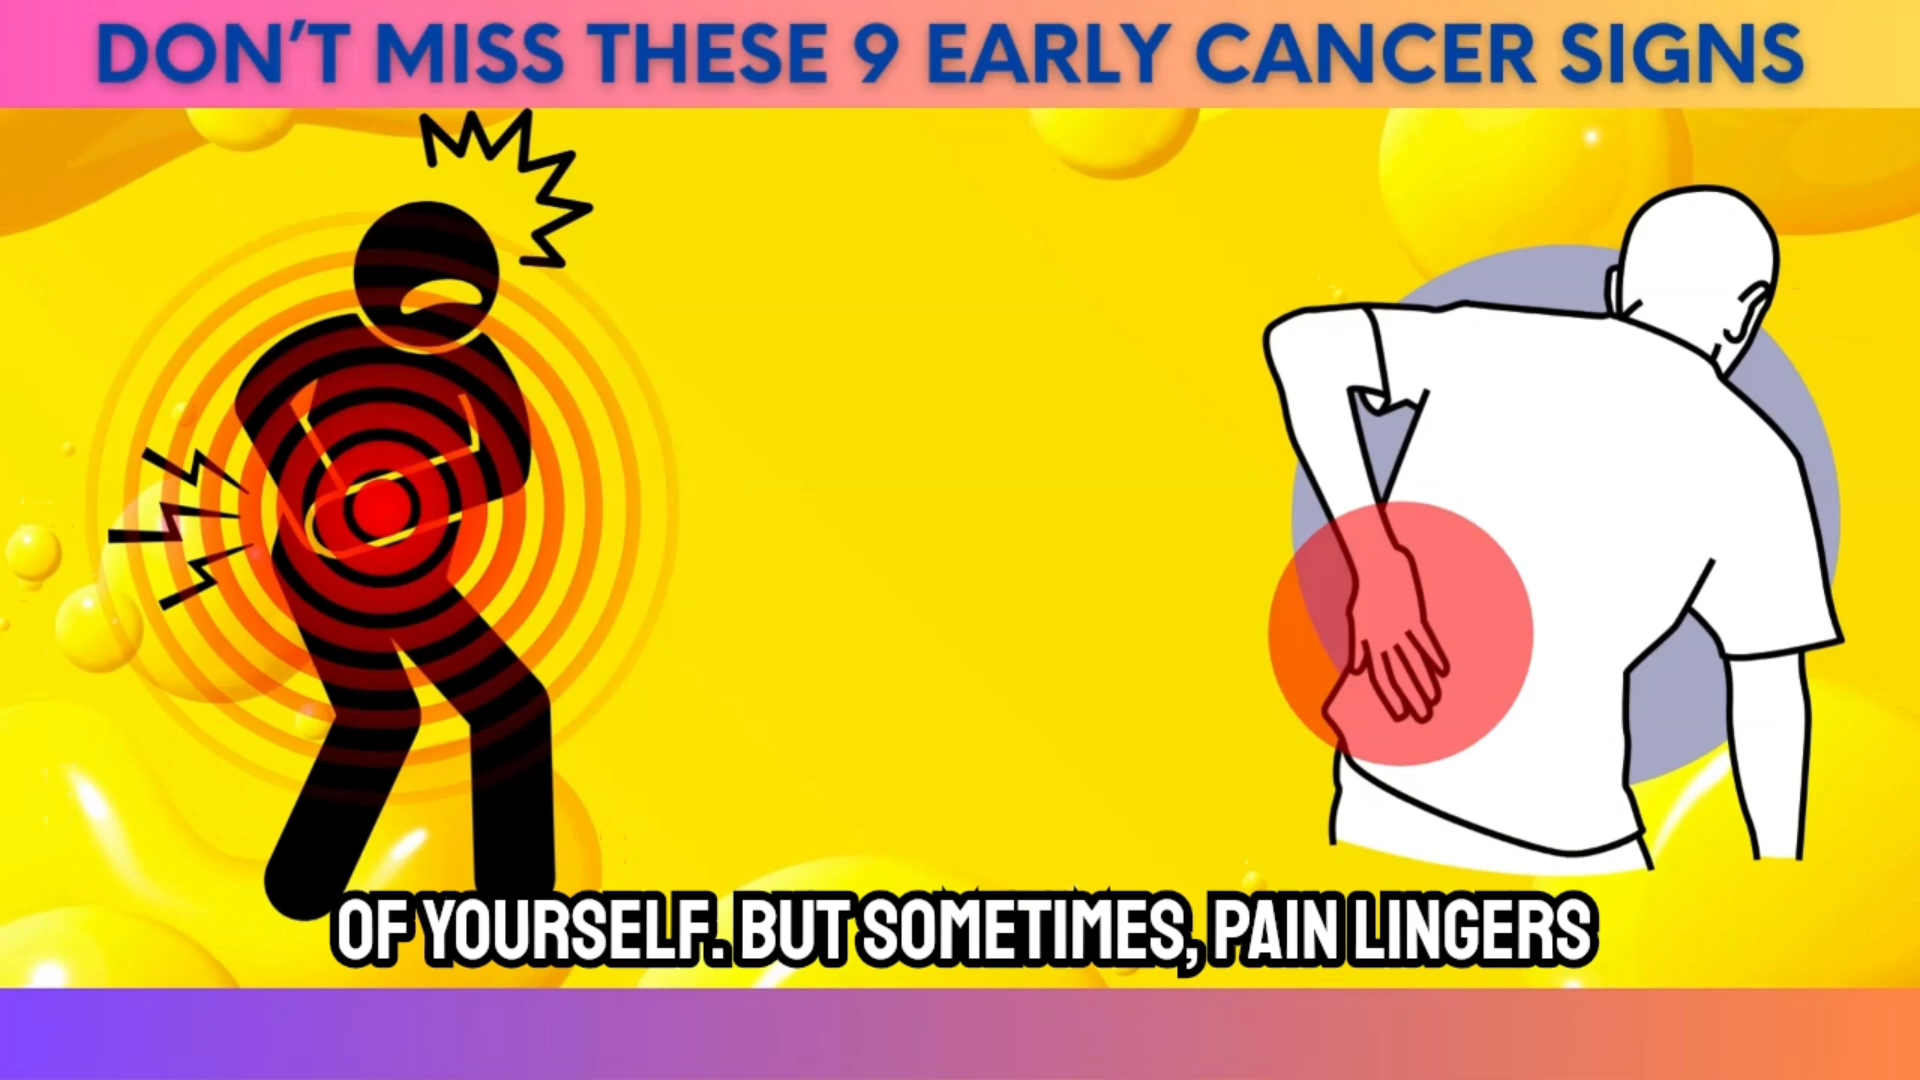 DON'T MISS THESE 9 EARLY CANCER SIGNS
OF YOURSELF. BUT SOMETIMES, PAIN LINGERS